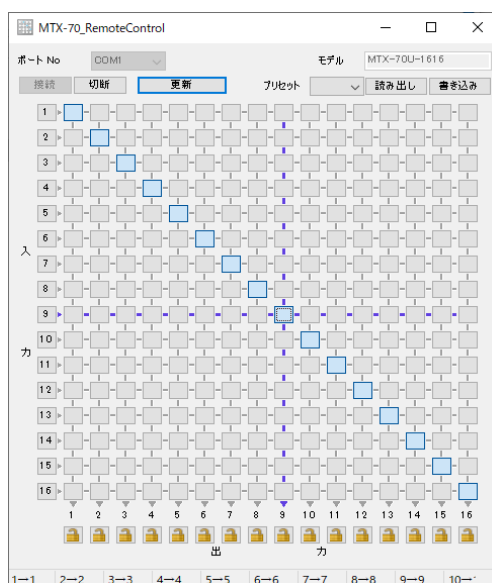 MTX-70_RemoteControl
ポート No COM1 モデル MTX-70U-1616
接続 切断 更新 プリセット 読み出し 書き込み
1
2
3
4
5
6
入
7
8
9
10
力
11
12
13
14
15
16
1 2 3 4 5 6 7 8 9 10 11 12 13 14 15 16
出 力
1→1 2→2 3→3 4→4 5→5 6→6 7→7 8→8 9→9 10→